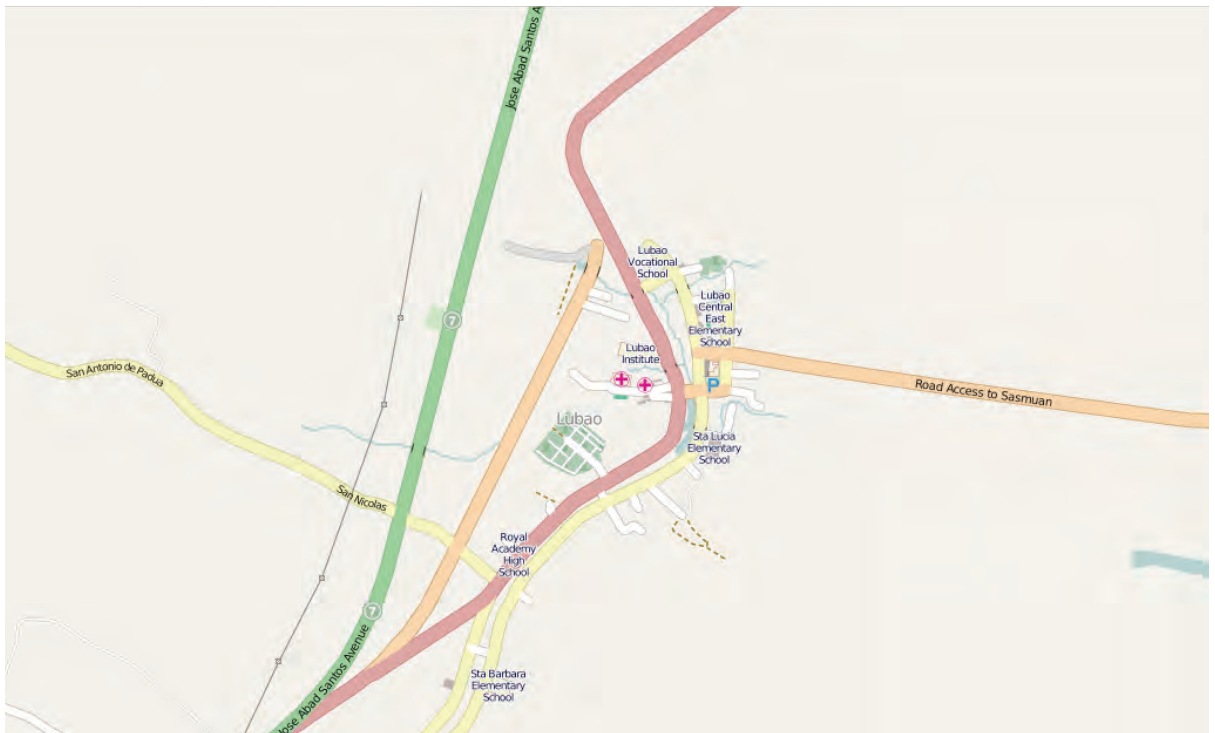 Jose Abad Santos A
Lubao
Vocational
School
Lubao
Central
East
Elementary
School
7
Lubao
Institute
San Antonio de Padua
P
Road Access to Sasmuan
Lubao
Sta Lucia
Elementary
School
San Nicolas
Royal
Academy
High
School
7
Jose Abad Santos Avenue
Sta Barbara
Elementary
School